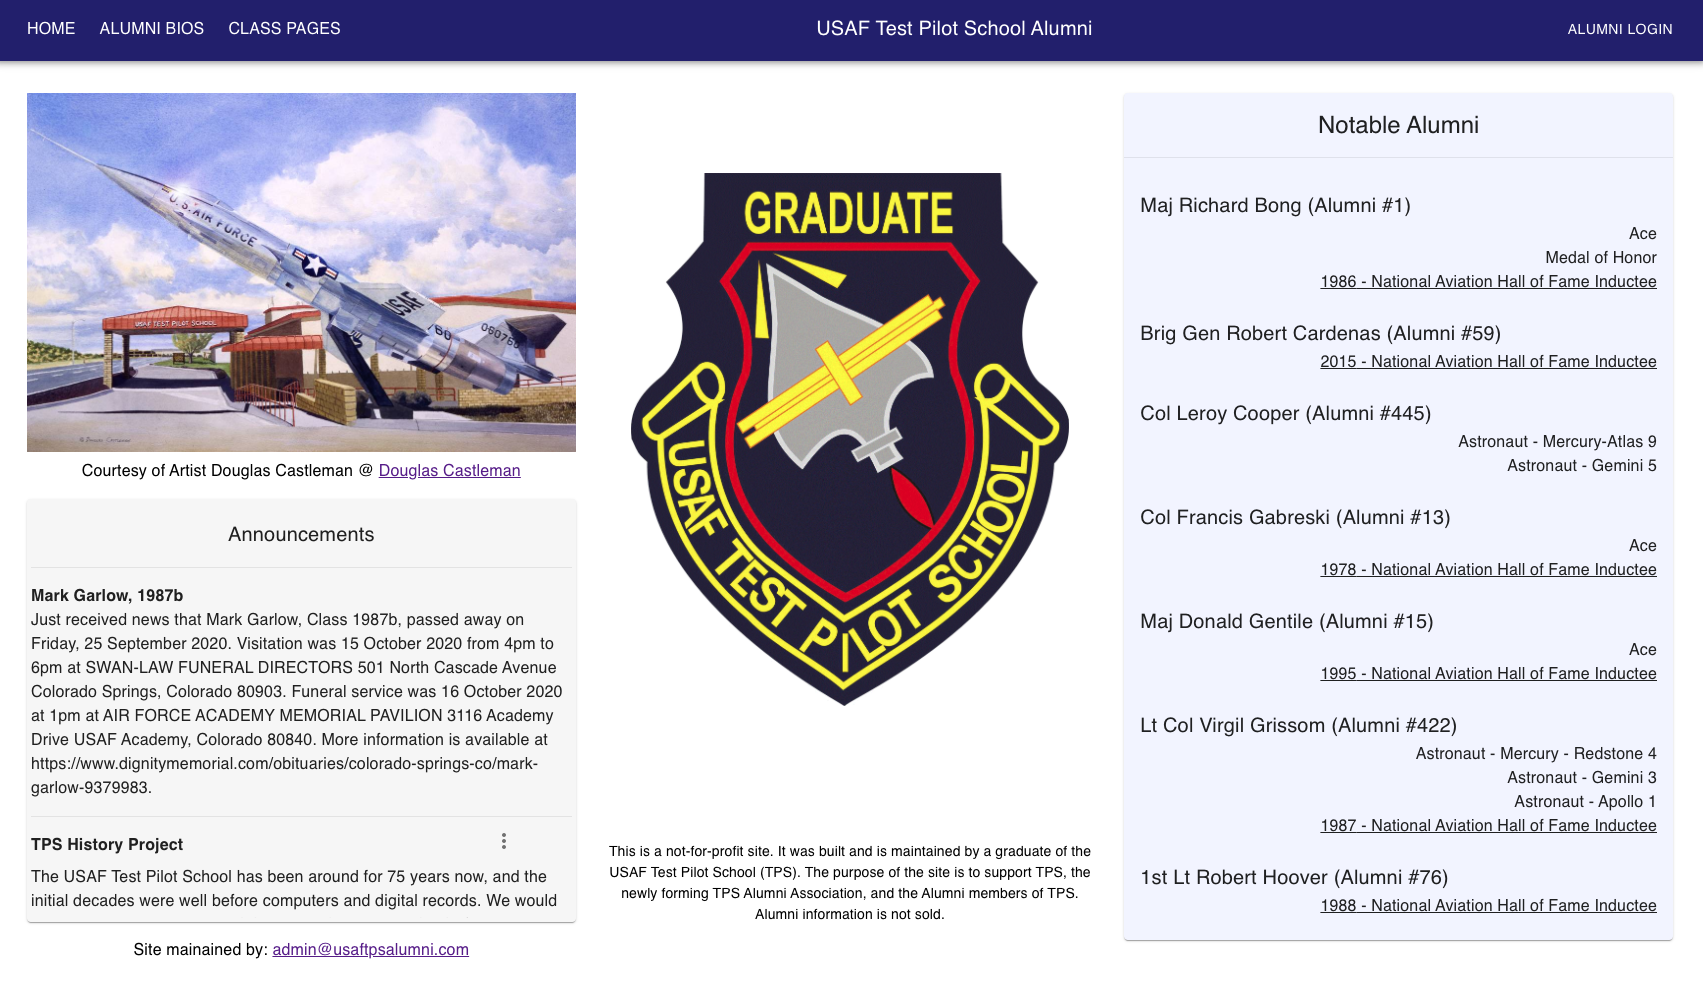 HOME ALUMNI BIOS CLASS PAGES
USAF Test Pilot School Alumni
ALUMNI LOGIN
U.S. AIR FORCE
USAF
60
060760
USAF TEST PILOT SCHOOL
Courtesy of Artist Douglas Castleman @ Douglas Castleman
Announcements
Mark Garlow, 1987b
Just received news that Mark Garlow, Class 1987b, passed away on
Friday, 25 September 2020. Visitation was 15 October 2020 from 4pm to
6pm at SWAN-LAW FUNERAL DIRECTORS 501 North Cascade Avenue
Colorado Springs, Colorado 80903. Funeral service was 16 October 2020
at 1pm at AIR FORCE ACADEMY MEMORIAL PAVILION 3116 Academy
Drive USAF Academy, Colorado 80840. More information is available at
https://www.dignitymemorial.com/obituaries/colorado-springs-co/mark-
garlow-9379983.
TPS History Project
The USAF Test Pilot School has been around for 75 years now, and the
initial decades were well before computers and digital records. We would
Site mainained by: admin@usaftpsalumni.com
GRADUATE
USAF TEST PILOT SCHOOL
This is a not-for-profit site. It was built and is maintained by a graduate of the
USAF Test Pilot School (TPS). The purpose of the site is to support TPS, the
newly forming TPS Alumni Association, and the Alumni members of TPS.
Alumni information is not sold.
Notable Alumni
Maj Richard Bong (Alumni #1)
Ace
Medal of Honor
1986 - National Aviation Hall of Fame Inductee
Brig Gen Robert Cardenas (Alumni #59)
2015 - National Aviation Hall of Fame Inductee
Col Leroy Cooper (Alumni #445)
Astronaut - Mercury-Atlas 9
Astronaut - Gemini 5
Col Francis Gabreski (Alumni #13)
Ace
1978 - National Aviation Hall of Fame Inductee
Maj Donald Gentile (Alumni #15)
Ace
1995 - National Aviation Hall of Fame Inductee
Lt Col Virgil Grissom (Alumni #422)
Astronaut - Mercury - Redstone 4
Astronaut - Gemini 3
Astronaut - Apollo 1
1987 - National Aviation Hall of Fame Inductee
1st Lt Robert Hoover (Alumni #76)
1988 - National Aviation Hall of Fame Inductee